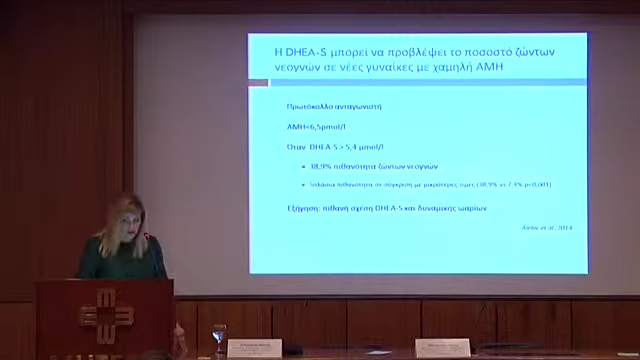 Η DHEA-S μπορεί να προβλέψει το ποσοστό ζώντων
νεογνών σε νέες γυναίκες με χαμηλή AMH
Πρωτόκολλο ανταγωνιστή
AMH<6,5pmol/l
Όταν DHEA-S > 5,4 μmol/l
38,9% πιθανότητα ζώντων νεογνών
πιθανότητα σε σύγκριση με μικρότερες τιμές (38,9% vs 7,4% p<0,001)
Εξήγηση: πιθανή σχέση DHEA-S και δυναμικής ωαρίων
et al., 2014